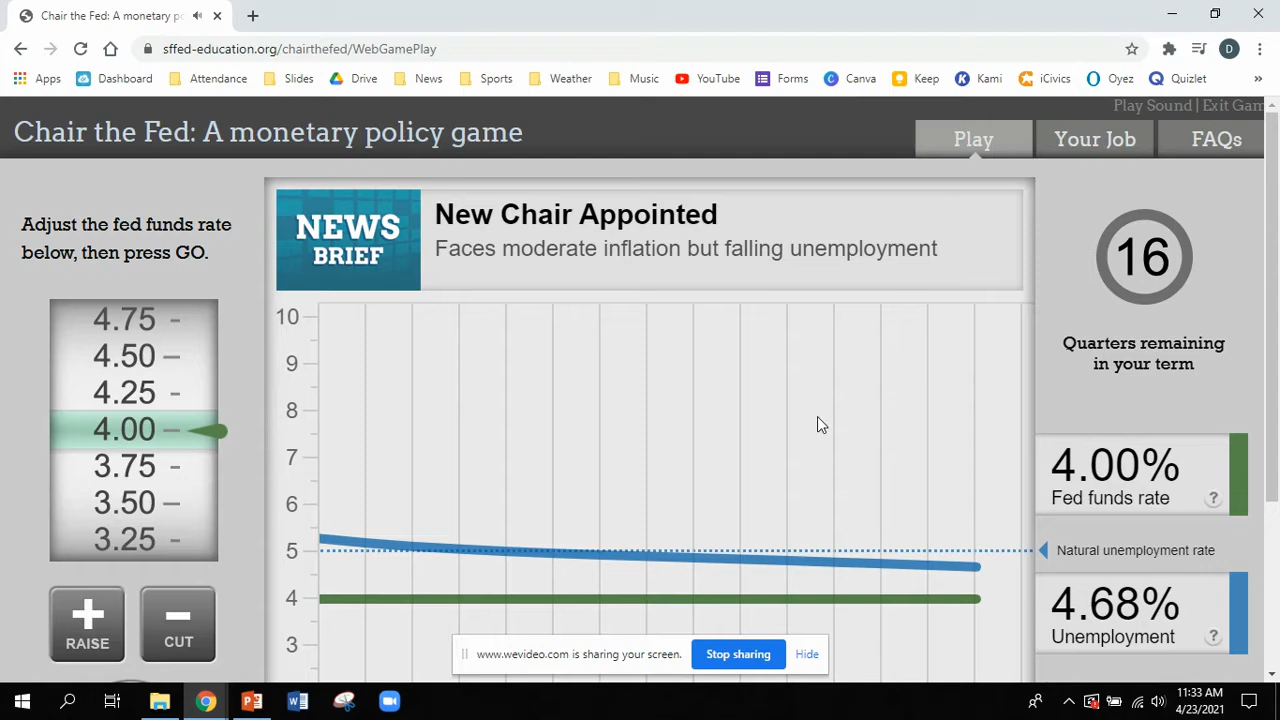 Chair the Fed: A monetary p
sffed-education.org/chairthefed/WebGamePlay
Apps Dashboard Attendance Slides Drive News Sports Weather Music YouTube Forms Canva Keep Kami iCivics Oyez Quizlet »
Play Sound | Exit Gam
Chair the Fed: A monetary policy game
Play Your Job FAQs
Adjust the fed funds rate
below, then press GO.
4.75
4.50
4.25
4.00
3.75
3.50
3.25
RAISE
CUT
NEWS
BRIEF
New Chair Appointed
Faces moderate inflation but falling unemployment
10
9
8
7
6
5
4
3
16
Quarters remaining
in your term
4.00%
Fed funds rate ?
Natural unemployment rate
4.68%
Unemployment ?
www.wevideo.com is sharing your screen. Stop sharing Hide
11:33 AM
4/23/2021